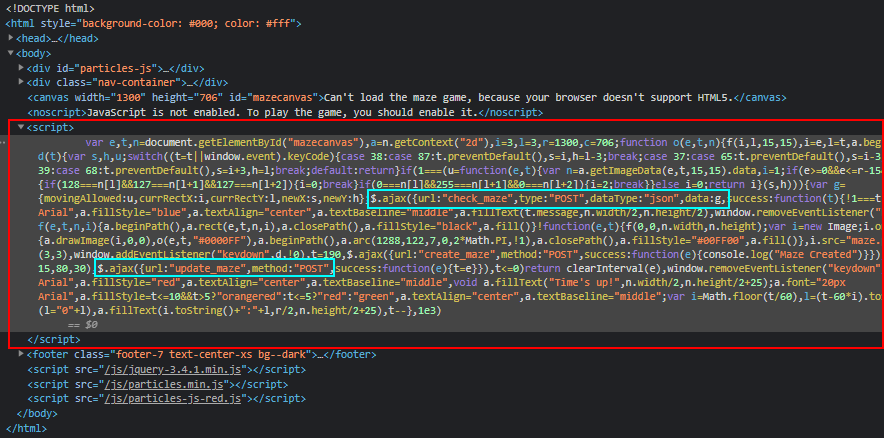 <!DOCTYPE html>
<html style="background-color: #000; color: #fff">
<head>…</head>
<body>
<div id="particles-js">…</div>
<div class="nav-container">…</div>
<canvas width="1300" height="706" id="mazecanvas">Can't load the maze game, because your browser doesn't support HTML5.</canvas>
<noscript>JavaScript is not enabled. To play the game, you should enable it.</noscript>
<script>
var e,t,n=document.getElementById("mazecanvas"),a=n.getContext("2d"),i=3,l=3,r=1300,c=706;function o(e,t,n){f(i,l,15,15),i=e,l=t,a.beg
d(t){var s,h,u;switch((t=t||window.event).keyCode){case 38:case 87:t.preventDefault(),s=i,h=l-3;break;case 37:case 65:t.preventDefault(),s=i-3
39:case 68:t.preventDefault(),s=i+3,h=l;break;default:return}if(1===(u=function(e,t){var n=a.getImageData(e,t,15,15).data,i=1;if(e>=0&&e<=r-15
{if(128===n[l]&&127===n[l+1]&&127===n[l+2]){i=0;break}if(0===n[l]&&255===n[l+1]&&0===n[l+2]){i=2;break}}else i=0;return i}(s,h))){var g=
{movingAllowed:u,currRectX:i,currRectY:l,newX:s,newY:h};$.ajax({url:"check_maze",type:"POST",dataType:"json",data:g,success:function(t){!1===t
Arial",a.fillStyle="blue",a.textAlign="center",a.textBaseline="middle",a.fillText(t.message,n.width/2,n.height/2),window.removeEventListener("
f(e,t,n,i){a.beginPath(),a.rect(e,t,n,i),a.closePath(),a.fillStyle="black",a.fill()}!function(e,t){f(0,0,n.width,n.height);var i=new Image;i.o
{a.drawImage(i,0,0),o(e,t,"#0000FF"),a.beginPath(),a.arc(1288,122,7,0,2*Math.PI,!1),a.closePath(),a.fillStyle="#00FF00",a.fill()},i.src="maze.
(3,3),window.addEventListener("keydown",d,!0),t=190,$.ajax({url:"create_maze",method:"POST",success:function(e){console.log("Maze Created")}})
15,80,30),$.ajax({url:"update_maze",method:"POST",success:function(e){t=e}}),t<=0)return clearInterval(e),window.removeEventListener("keydown"
Arial",a.fillStyle="red",a.textAlign="center",a.textBaseline="middle",void a.fillText("Time's up!",n.width/2,n.height/2+25);a.font="20px
Arial",a.fillStyle=t<=10&&t>5?"orangered":t<=5?"red":"green",a.textAlign="center",a.textBaseline="middle";var i=Math.floor(t/60),l=(t-60*i).to
(l="0"+l),a.fillText(i.toString()+":"+l,r/2,n.height/2+25),t--},1e3)
== $0
</script>
<footer class="footer-7 text-center-xs bg--dark">…</footer>
<script src="/js/jquery-3.4.1.min.js"></script>
<script src="/js/particles.min.js"></script>
<script src="/js/particles-js-red.js"></script>
</body>
</html>